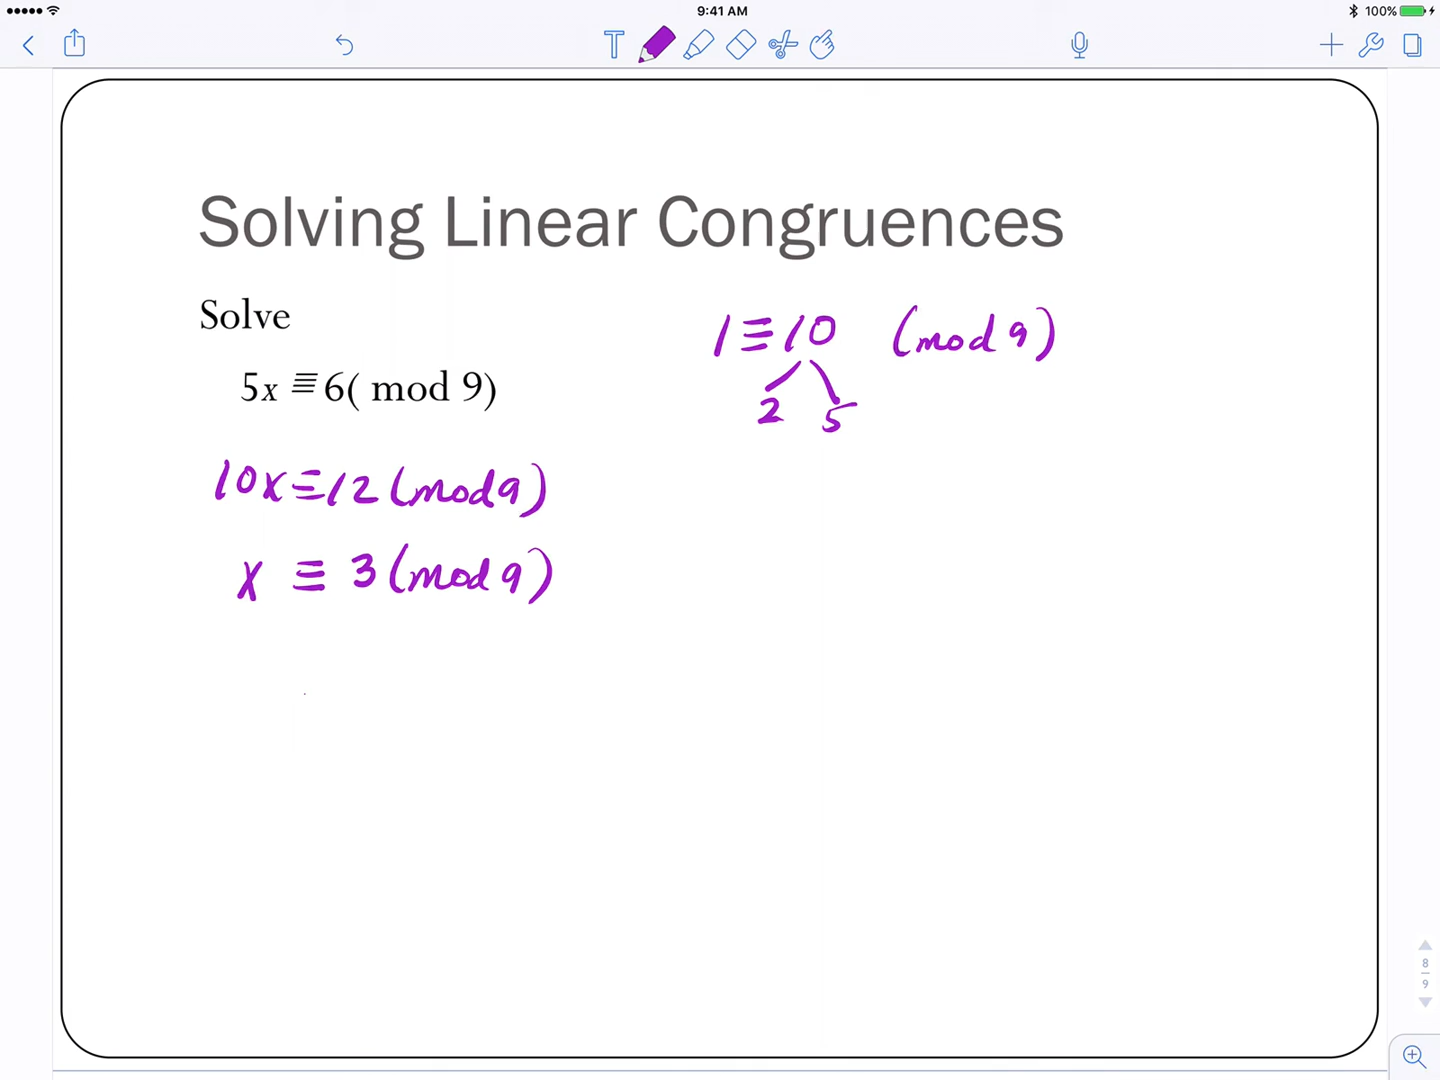 9:41 AM
100%
T
Solving Linear Congruences
Solve
5x ≡ 6( mod 9)
10x ≡ 12 (mod 9)
x ≡ 3 (mod 9)
1 ≡ 10 (mod 9)
2 5
8
9